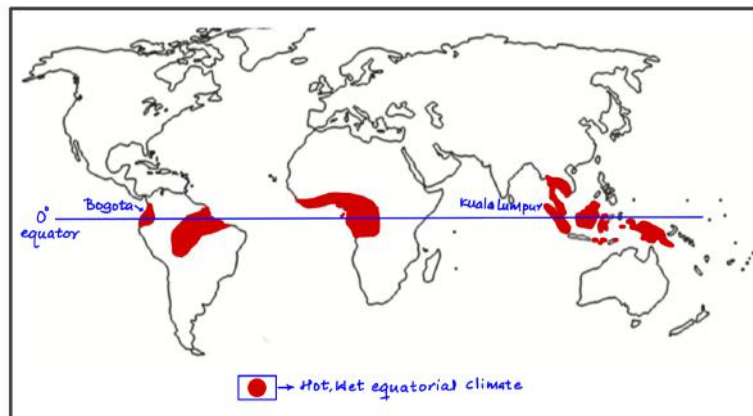 Bogota
Kuala Lumpur
0°
equator
→ Hot, Wet equatorial climate